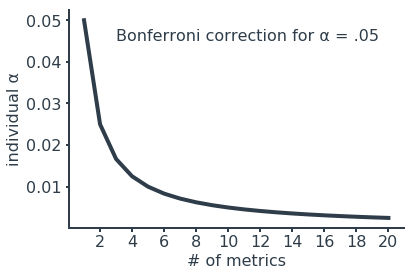 Bonferroni correction for α = .05
individual α
0.05
0.04
0.03
0.02
0.01
2 4 6 8 10 12 14 16 18 20
# of metrics